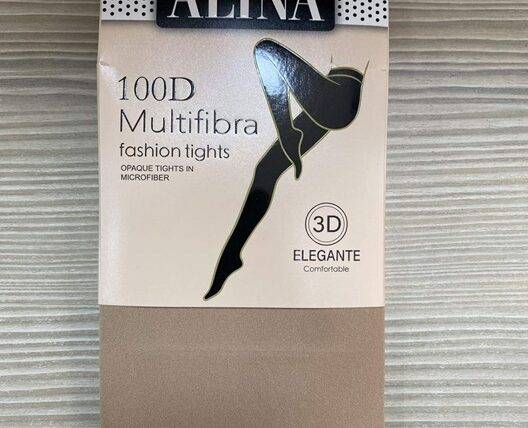 ALINA
100D
Multifibra
fashion tights
OPAQUE TIGHTS IN
MICROFIBER
3D
ELEGANTE
Comfortable